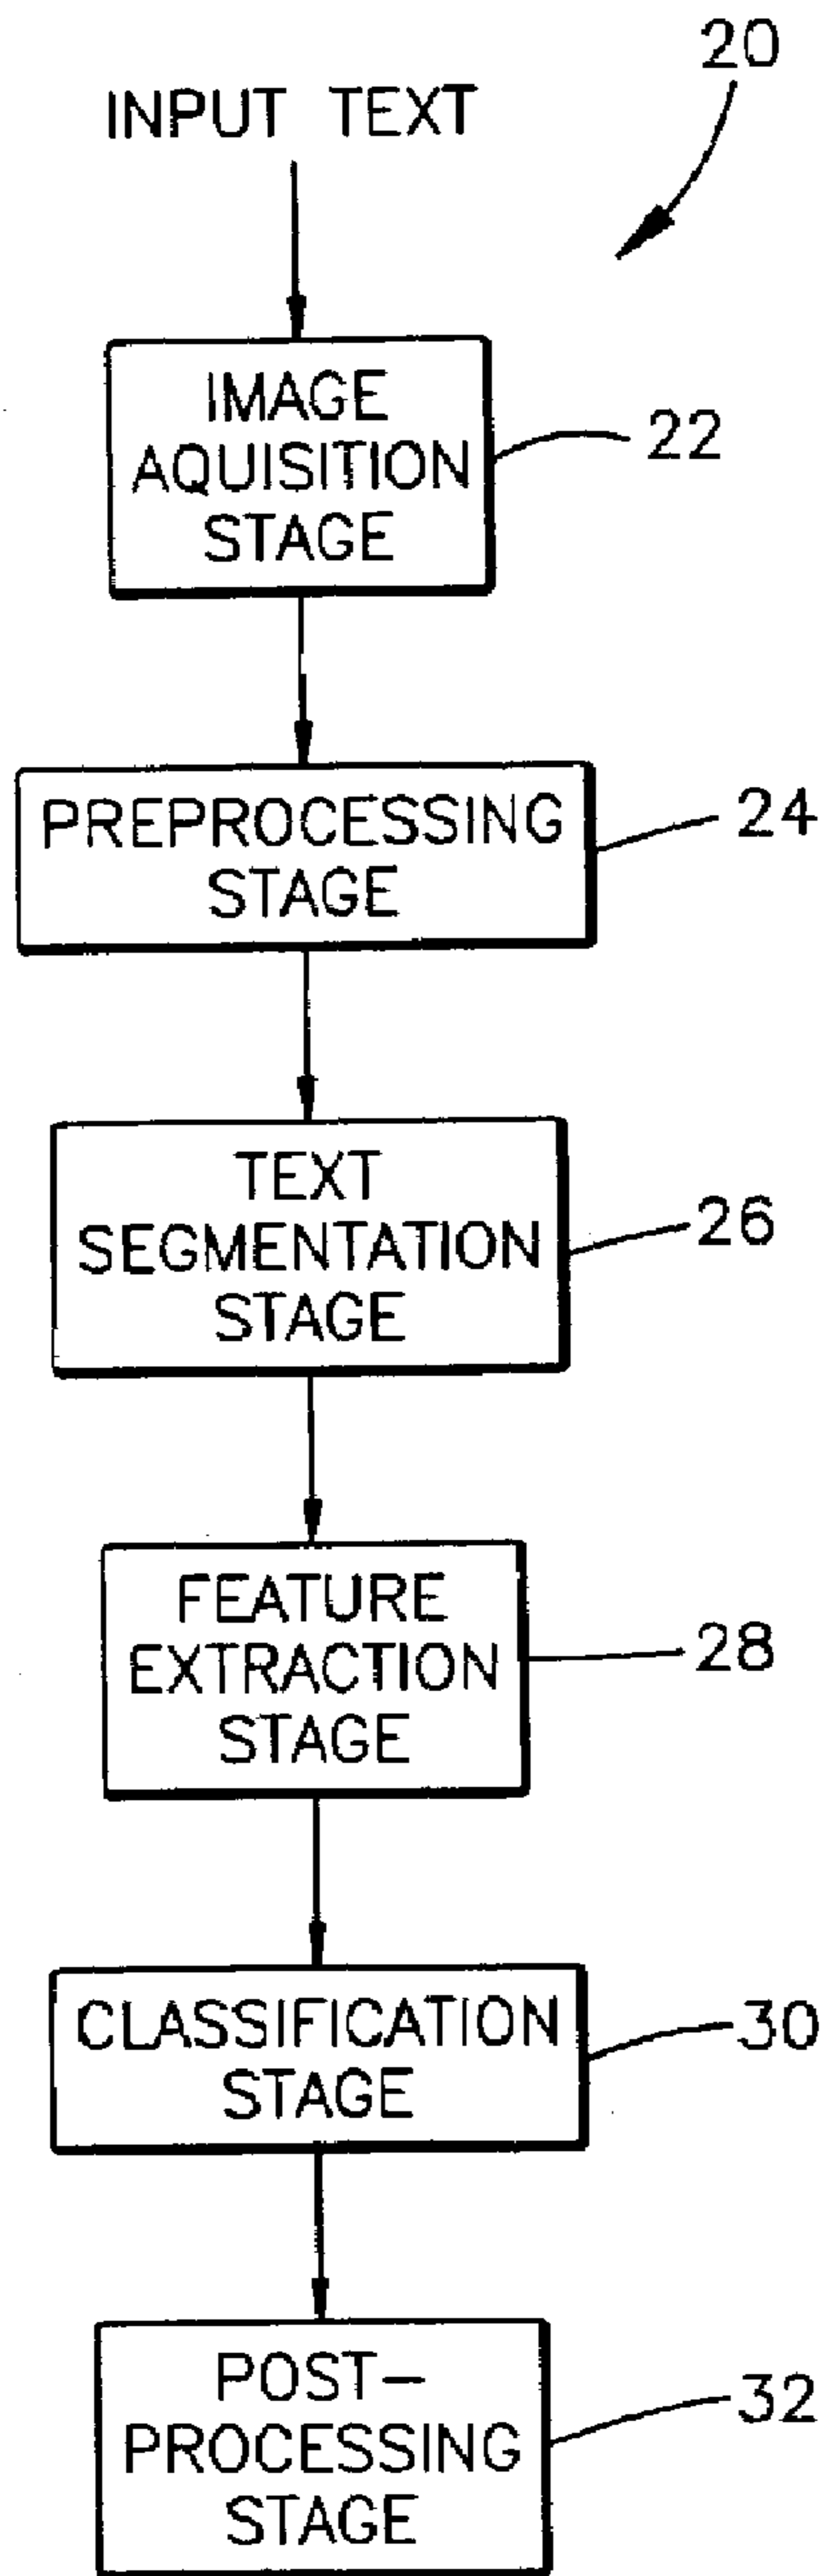 20
INPUT TEXT
IMAGE
AQUISITION
STAGE
22
PREPROCESSING
STAGE
24
TEXT
SEGMENTATION
STAGE
26
FEATURE
EXTRACTION
STAGE
28
CLASSIFICATION
STAGE
30
POST-
PROCESSING
STAGE
32